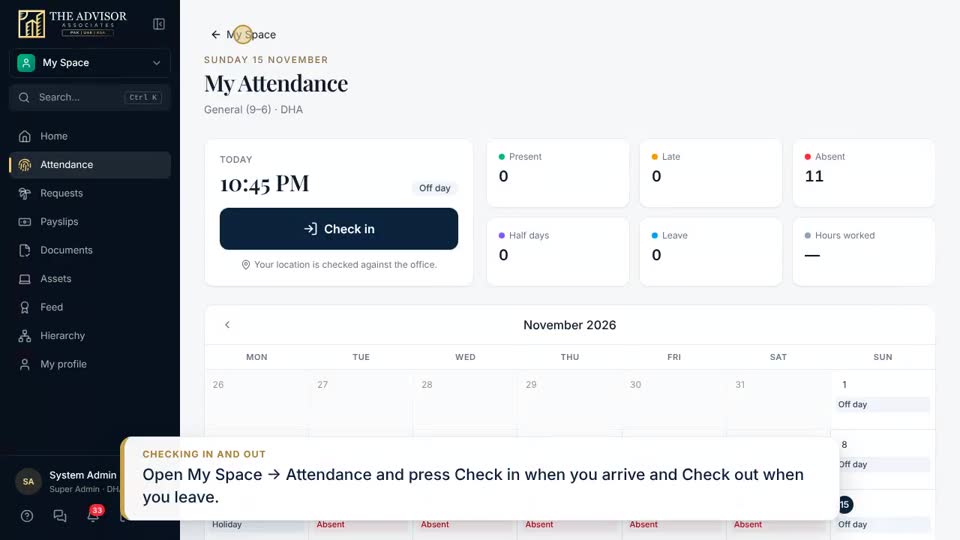 THE ADVISOR
ASSOCIATES
PAK | UAE | KSA
My Space
Search...
Ctrl K
Home
Attendance
Requests
Payslips
Documents
Assets
Feed
Hierarchy
My profile
SA
System Admin
Super Admin · DH
33
My Space
SUNDAY 15 NOVEMBER
My Attendance
General (9–6) · DHA
TODAY
10:45 PM
Off day
Check in
Your location is checked against the office.
Present
0
Late
0
Absent
11
Half days
0
Leave
0
Hours worked
—
November 2026
MON TUE WED THU FRI SAT SUN
26 27 28 29 30 31 1
Off day
8
Off day
15
Holiday Absent Absent Absent Absent Absent Off day
CHECKING IN AND OUT
Open My Space → Attendance and press Check in when you arrive and Check out when
you leave.